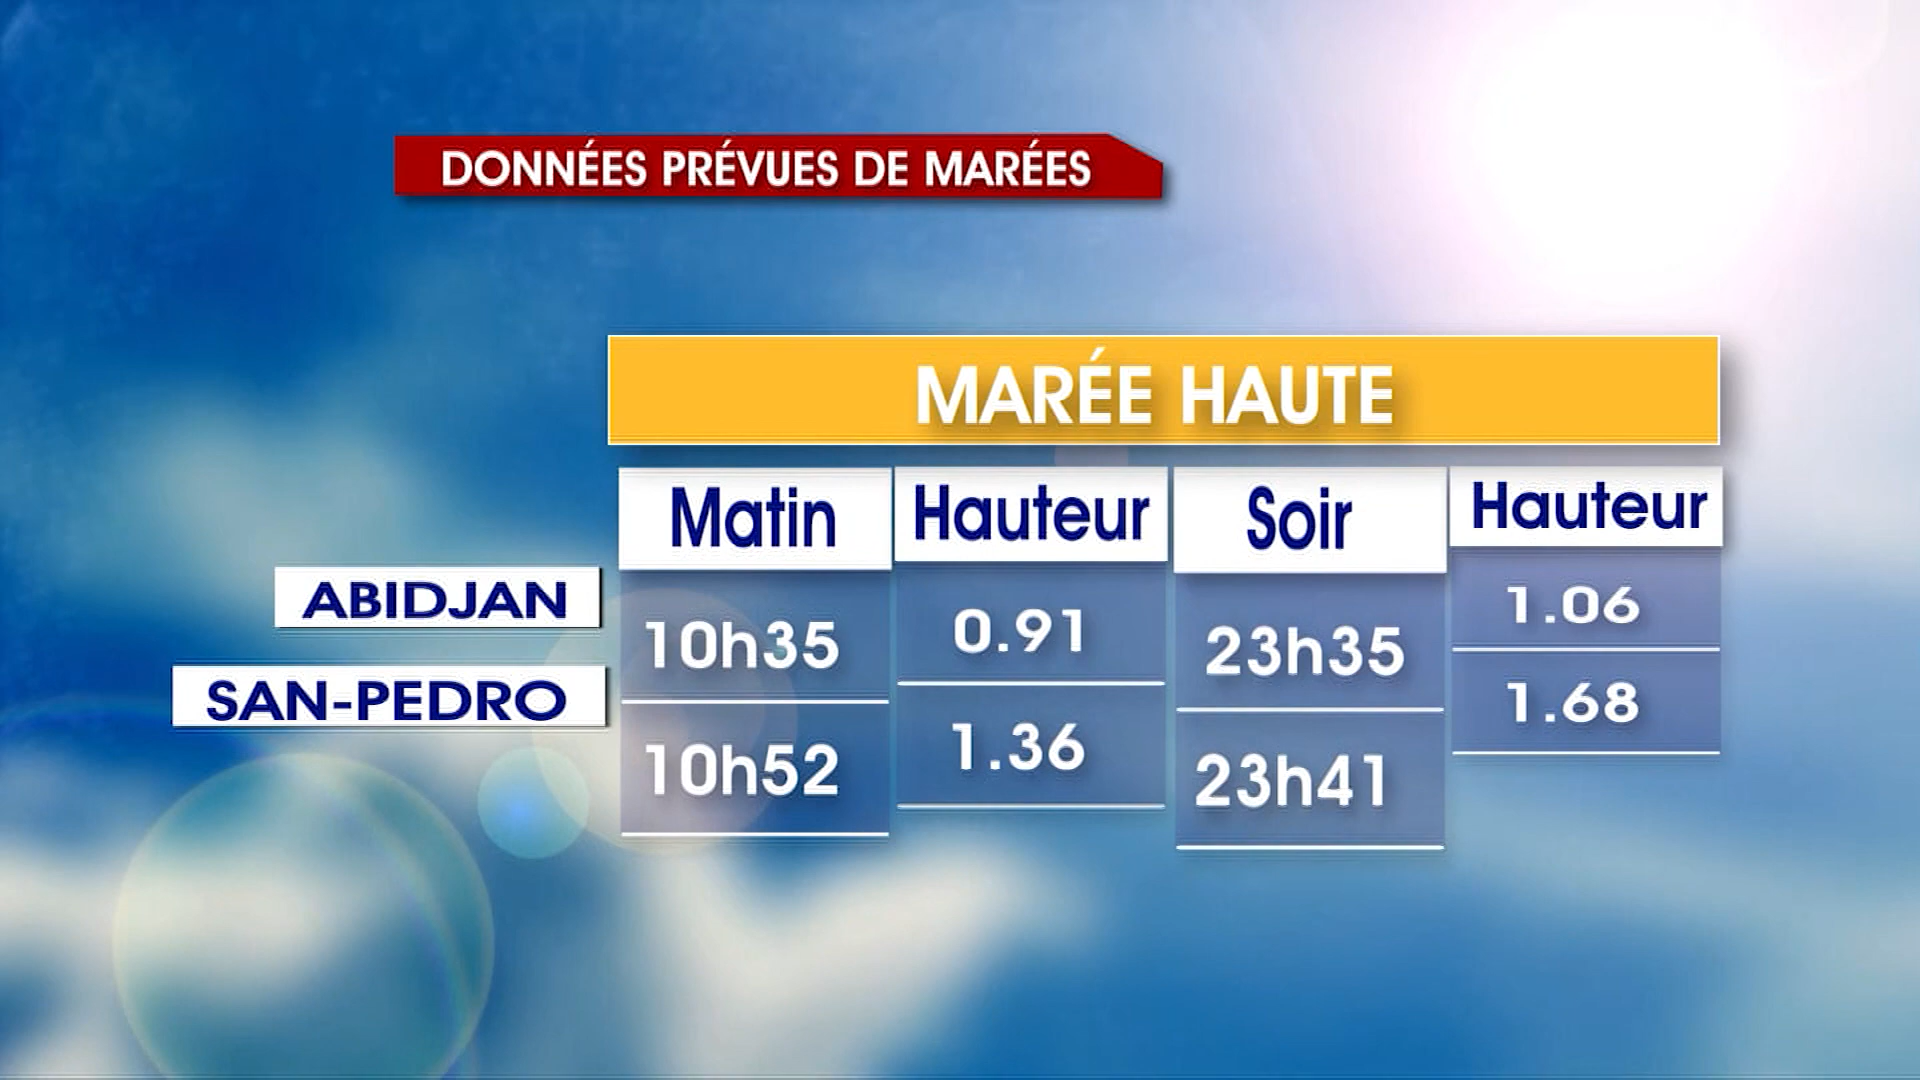 DONNÉES PRÉVUES DE MARÉES
MARÉE HAUTE
Matin Hauteur Soir Hauteur
ABIDJAN 10h35 0.91 23h35 1.06
SAN-PEDRO 10h52 1.36 23h41 1.68